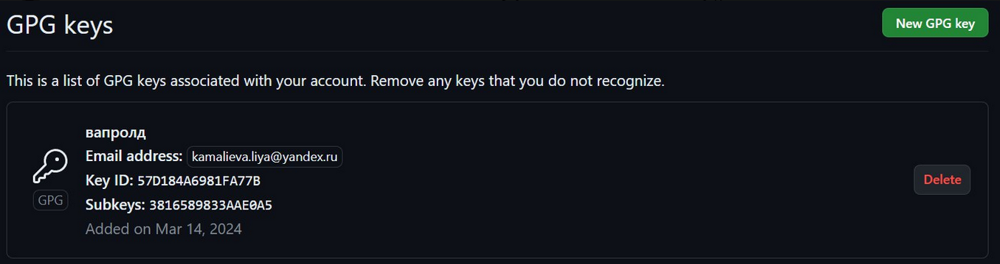 GPG keys
New GPG key
This is a list of GPG keys associated with your account. Remove any keys that you do not recognize.
вапролд
Email address: kamalieva.liya@yandex.ru
Key ID: 57D184A6981FA77B
GPG
Subkeys: 3816589833AAE0A5
Added on Mar 14, 2024
Delete